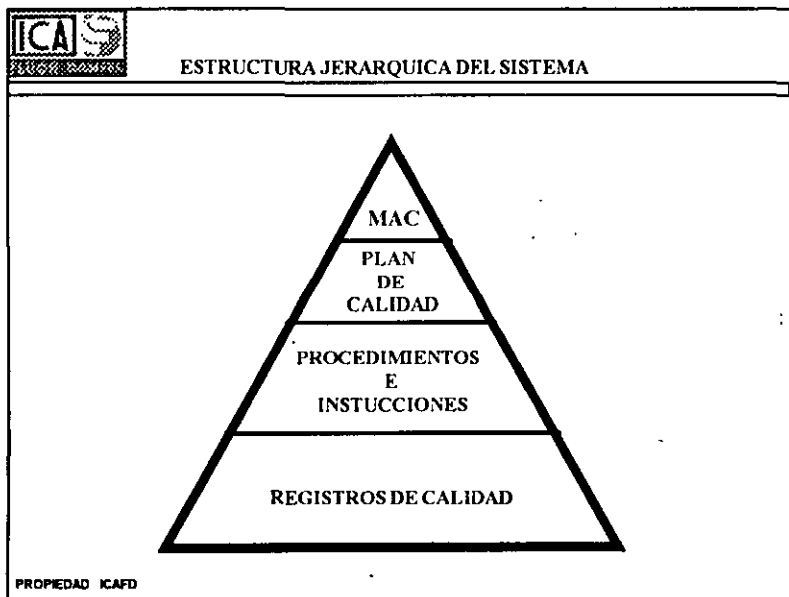 ICA
ESTRUCTURA JERARQUICA DEL SISTEMA
MAC
PLAN
DE
CALIDAD
PROCEDIMIENTOS
E
INSTUCCIONES
REGISTROS DE CALIDAD
PROPIEDAD ICAFD